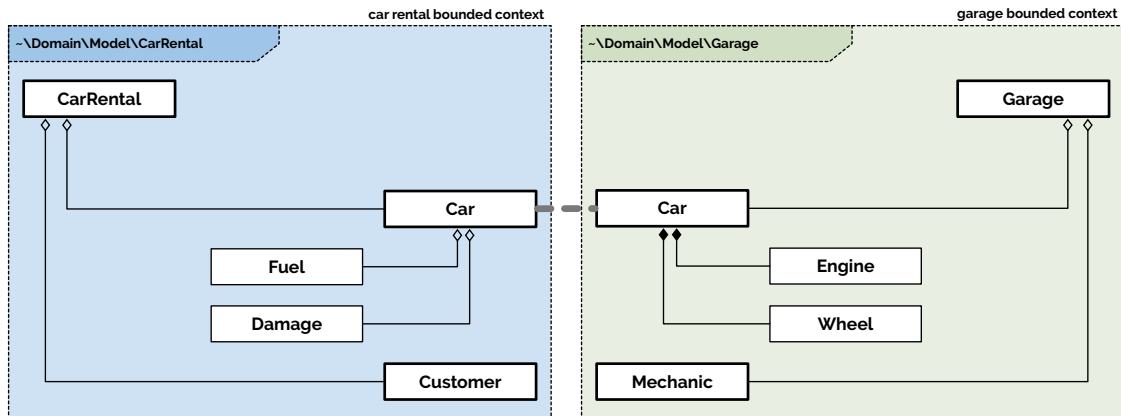 car rental bounded context
~\Domain\Model\CarRental
CarRental
Car
Fuel
Damage
Customer
garage bounded context
~\Domain\Model\Garage
Garage
Car
Engine
Wheel
Mechanic